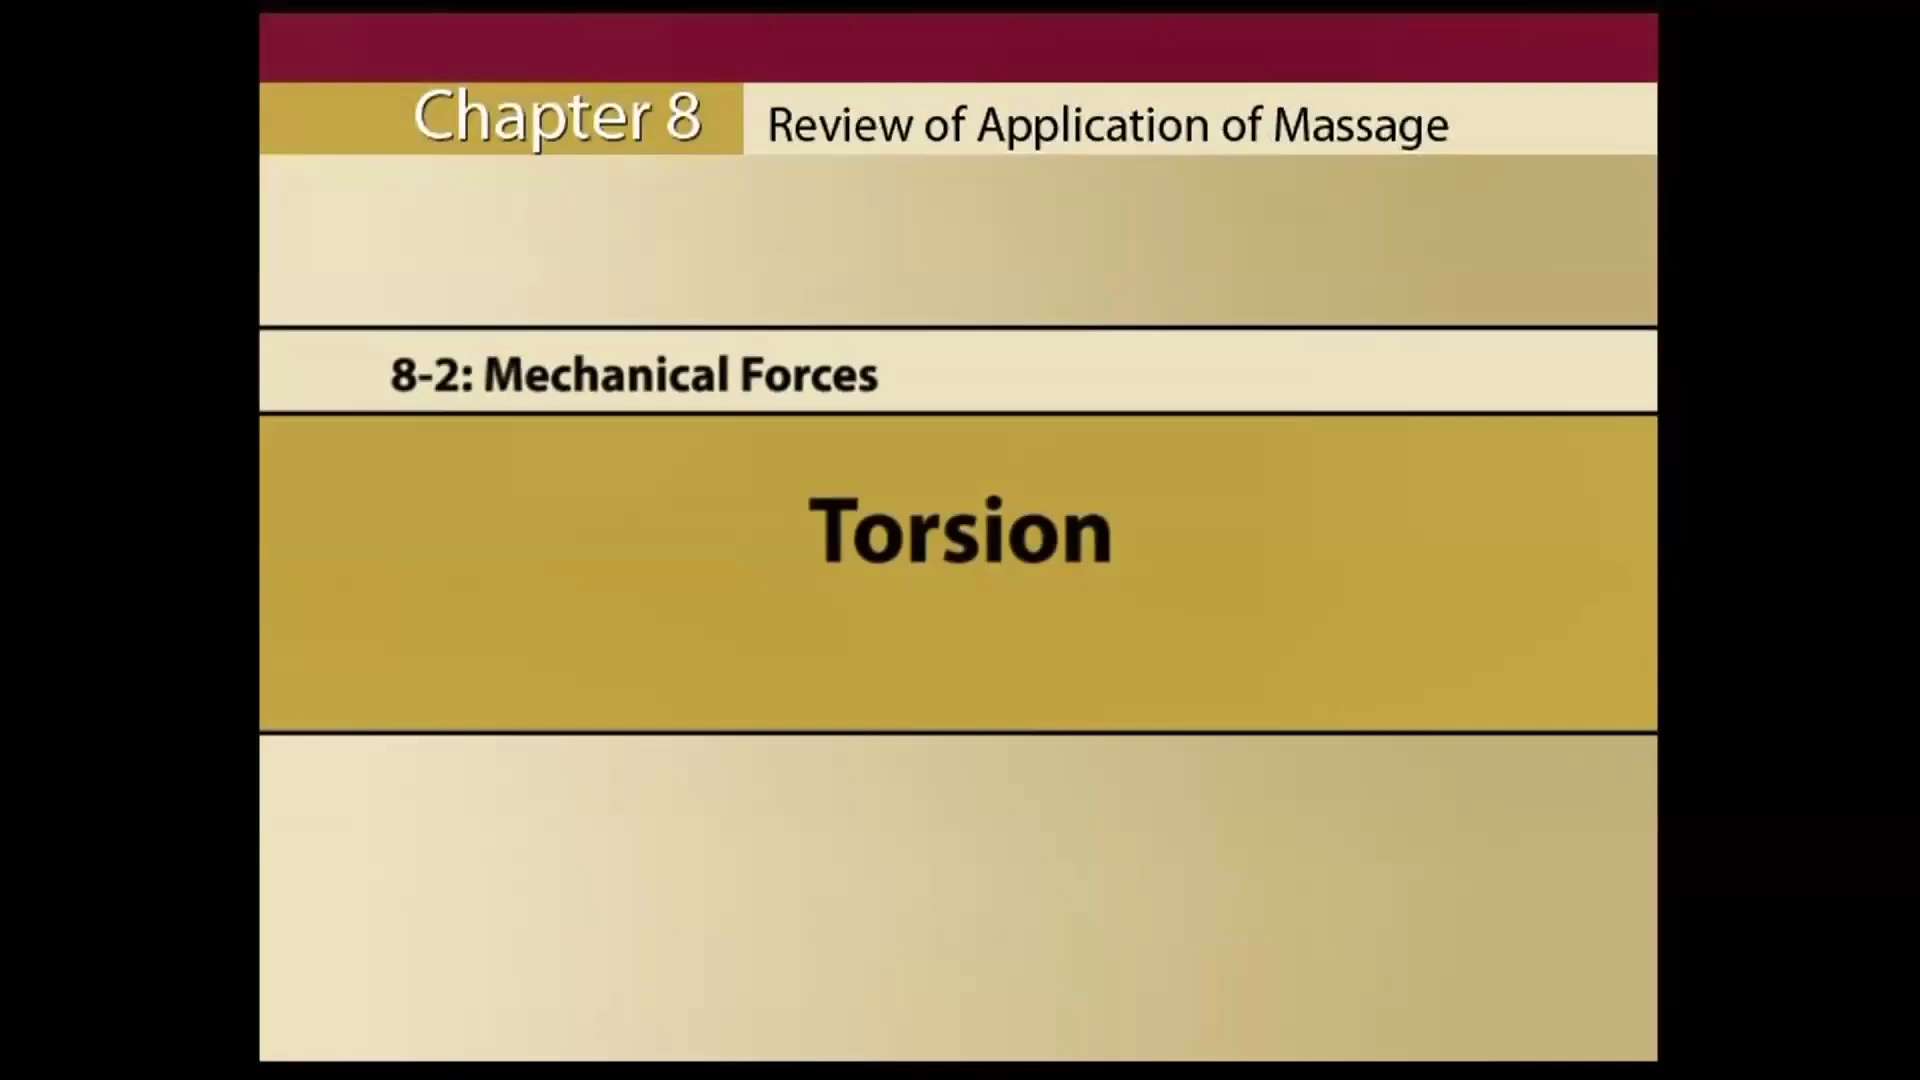 Chapter 8 Review of Application of Massage
8-2: Mechanical Forces
Torsion